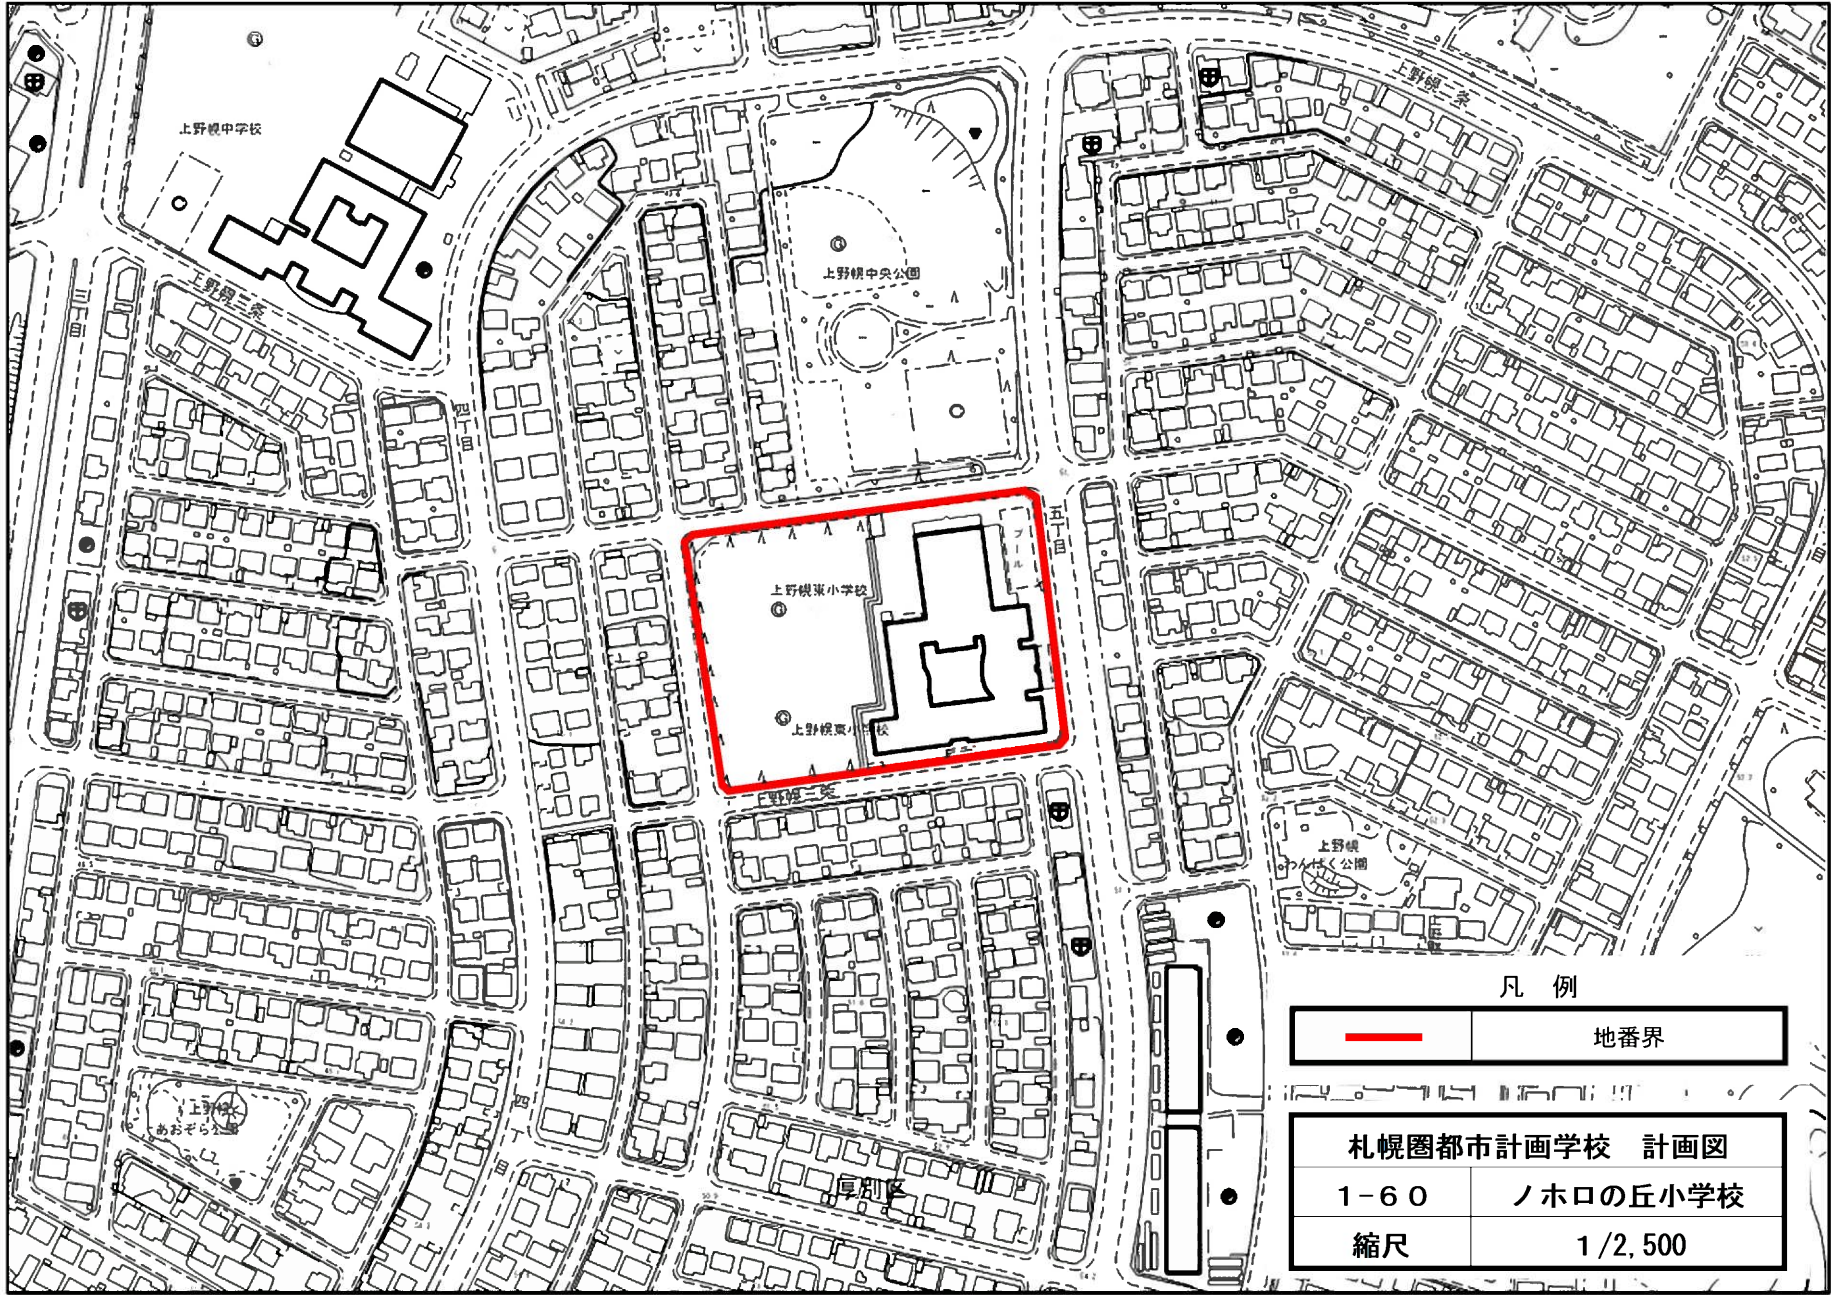 上野幌一条
上野幌中学校
上野幌中央公園
上野幌二条
三丁目
四丁目
五丁目
プール
上野幌東小学校
上野幌東小学校
上野幌二条
上野幌
わんぱく公園
上野幌
あおぞら公園
厚別区
凡 例
地番界
札幌圏都市計画学校 計画図
1-60 ノホロの丘小学校
縮尺 1/2,500